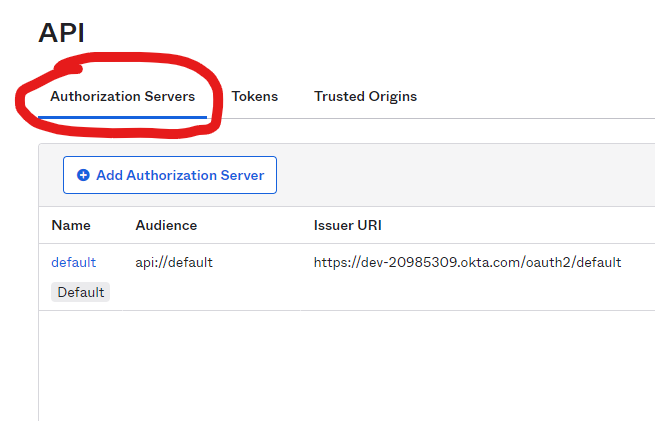 API
Authorization Servers Tokens Trusted Origins
Add Authorization Server
Name Audience Issuer URI
default api://default https://dev-20985309.okta.com/oauth2/default
Default